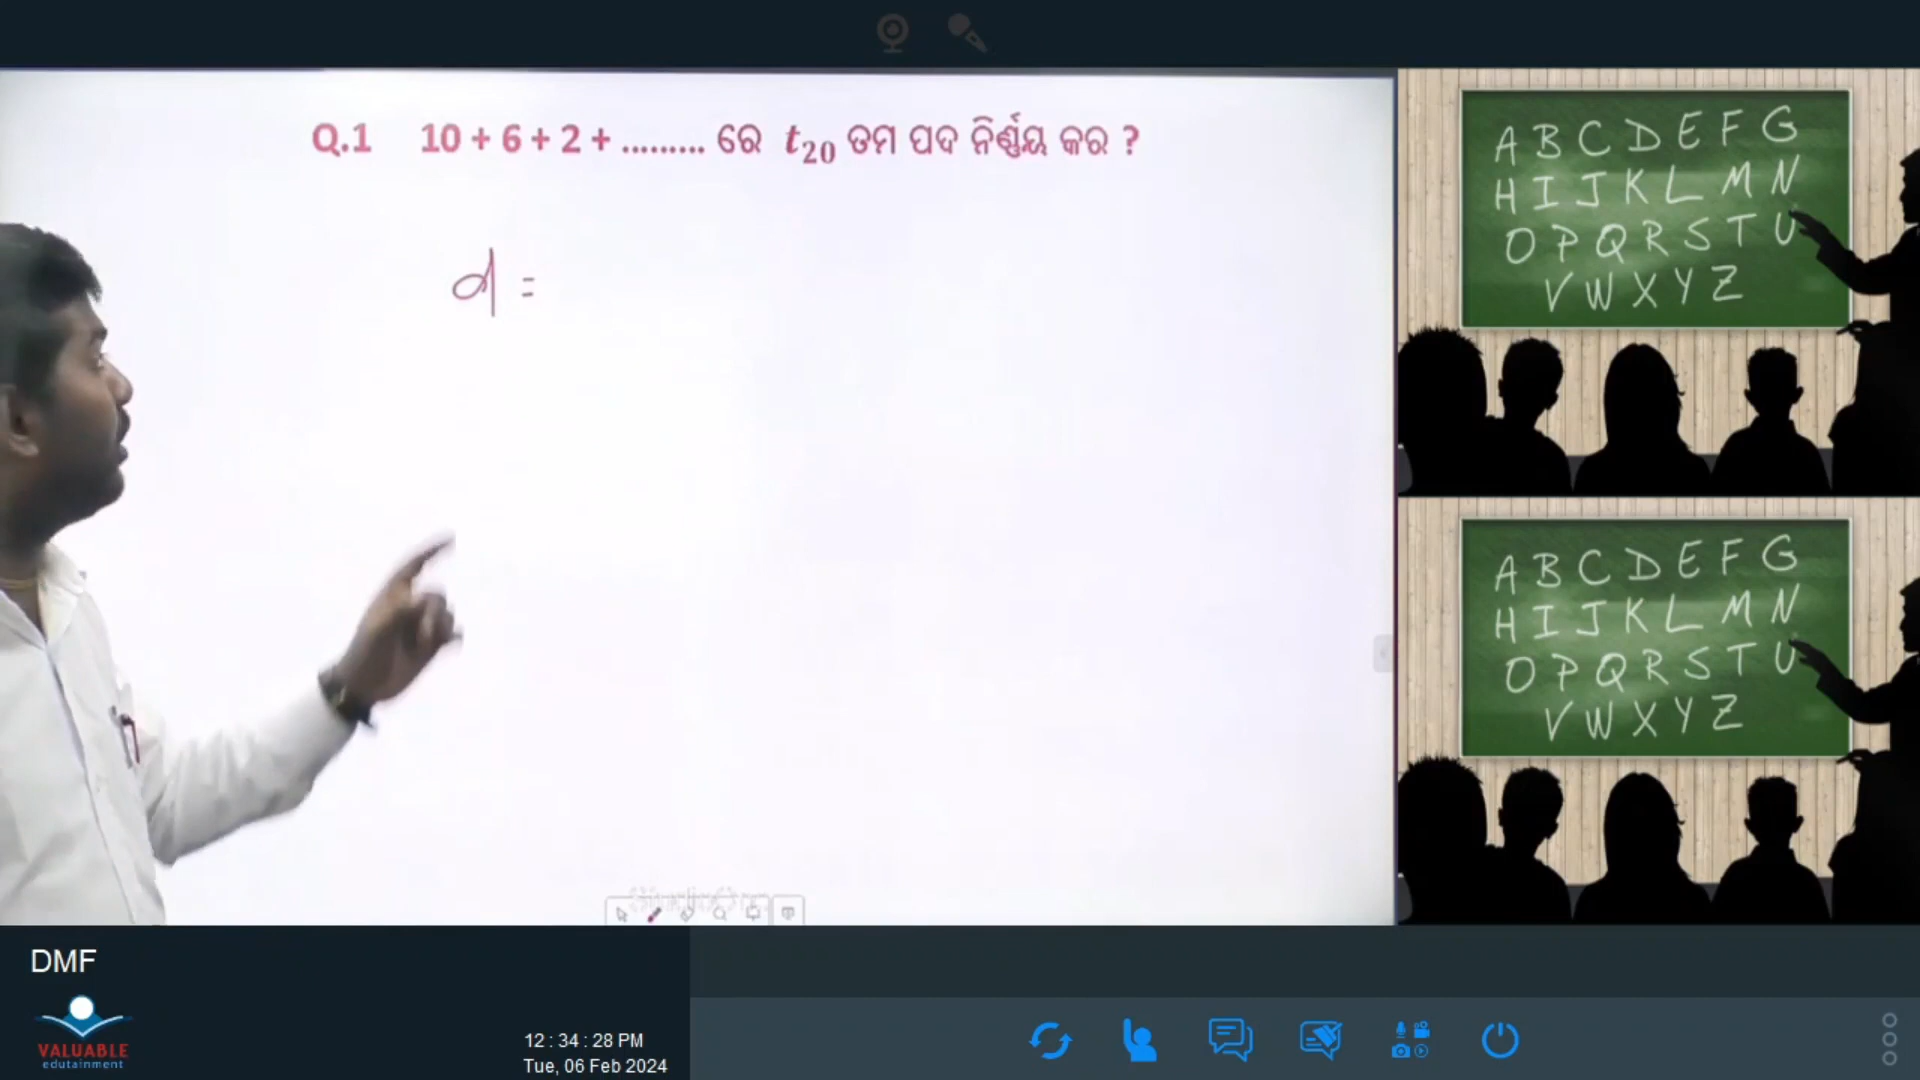 Q.1 10 + 6 + 2 + ......... ରେ t₂₀ ତମ ପଦ ନିର୍ଣ୍ଣୟ କର ?
d =
A B C D E F G
H I J K L M N
O P Q R S T U
V W X Y Z
A B C D E F G
H I J K L M N
O P Q R S T U
V W X Y Z
DMF
VALUABLE
edutainment
12 : 34 : 28 PM
Tue, 06 Feb 2024